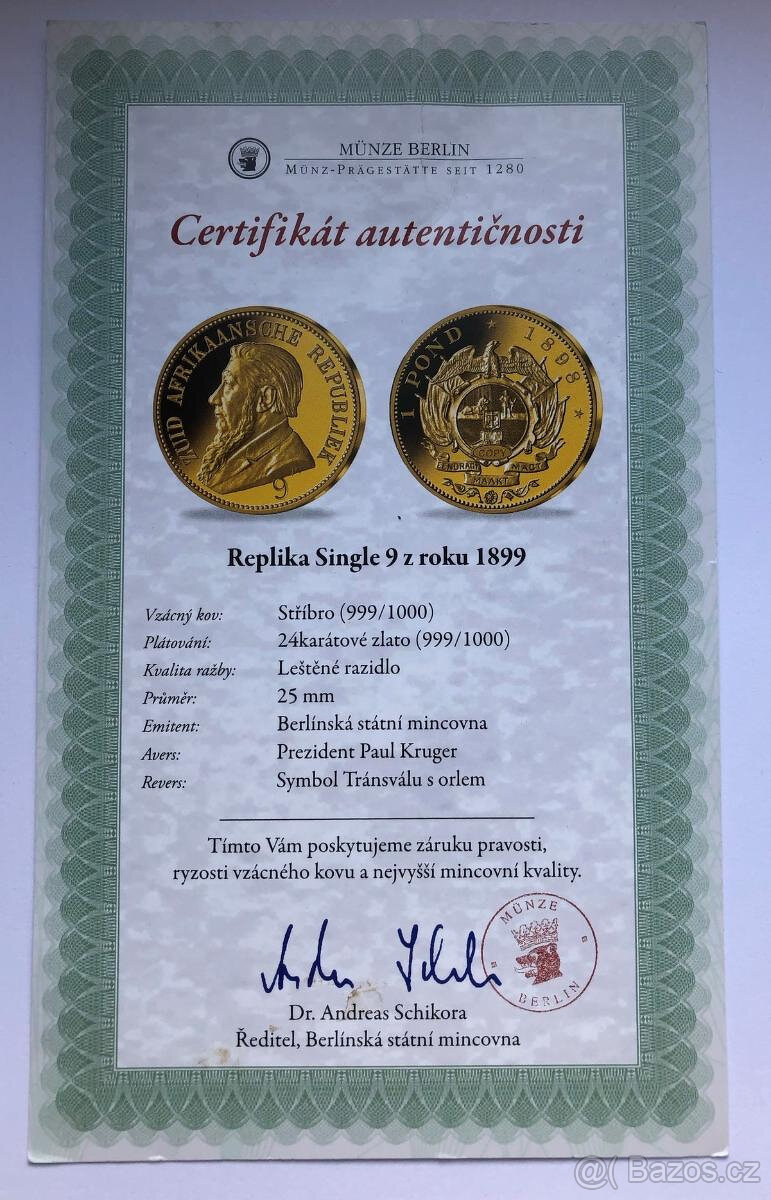 MÜNZE BERLIN
MÜNZ-PRÄGESTÄTTE SEIT 1280
Certifikát autentičnosti
ZUID AFRIKAANSCHE REPUBLIEK
9
1 POND * 1898 *
COPY
EENDRAGT MAAKT MAGT
Replika Single 9 z roku 1899
Vzácný kov: Stříbro (999/1000)
Plátování: 24karátové zlato (999/1000)
Kvalita ražby: Leštěné razidlo
Průměr: 25 mm
Emitent: Berlínská státní mincovna
Avers: Prezident Paul Kruger
Revers: Symbol Tránsválu s orlem
Tímto Vám poskytujeme záruku pravosti,
ryzosti vzácného kovu a nejvyšší mincovní kvality.
MÜNZE
BERLIN
Dr. Andreas Schikora
Ředitel, Berlínská státní mincovna
@( Bazos.cz